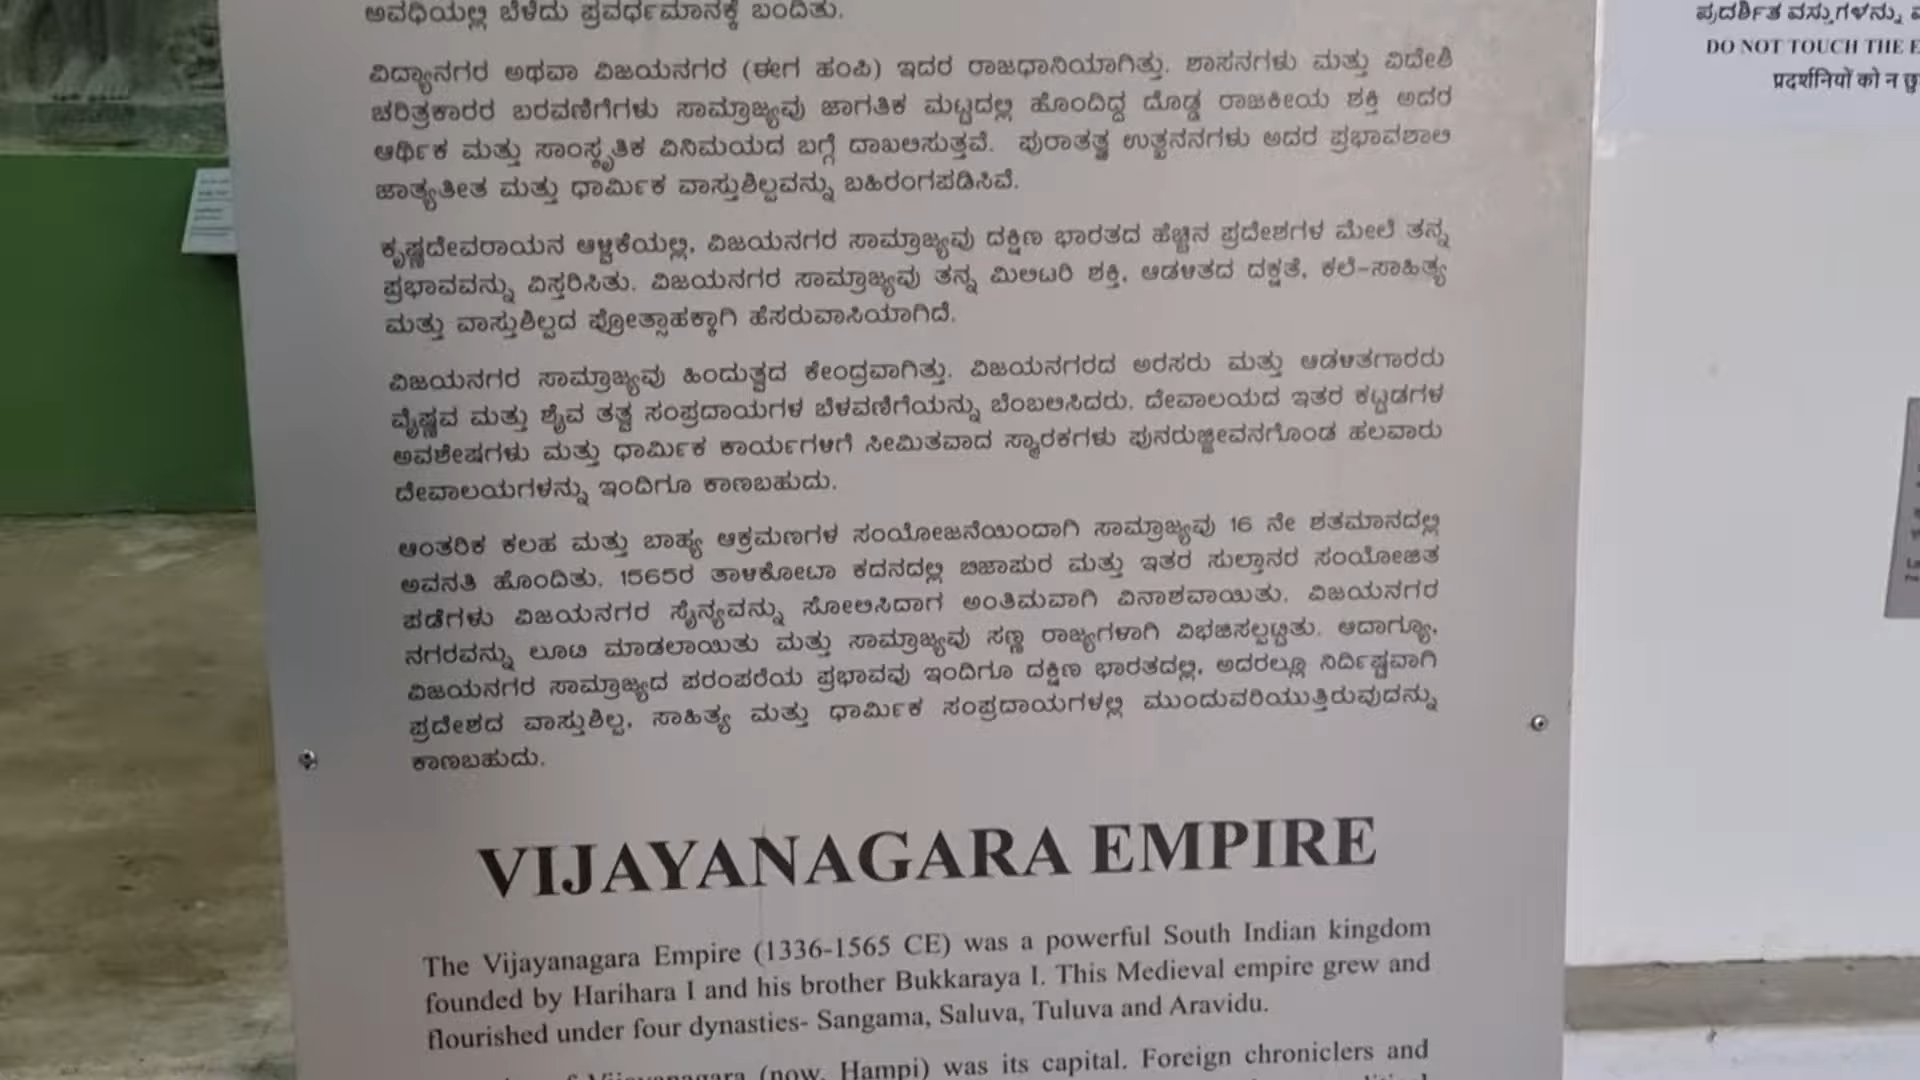 ಅವಧಿಯಲ್ಲಿ ಬೆಳೆದು ಪ್ರವರ್ಧಮಾನಕ್ಕೆ ಬಂದಿತು.
ವಿದ್ಯಾನಗರ ಅಥವಾ ವಿಜಯನಗರ (ಈಗ ಹಂಪಿ) ಇದರ ರಾಜಧಾನಿಯಾಗಿತ್ತು. ಶಾಸನಗಳು ಮತ್ತು ವಿದೇಶಿ
ಚರಿತ್ರಕಾರರ ಬರವಣಿಗೆಗಳು ಸಾಮ್ರಾಜ್ಯವು ಜಾಗತಿಕ ಮಟ್ಟದಲ್ಲಿ ಹೊಂದಿದ್ದ ದೊಡ್ಡ ರಾಜಕೀಯ ಶಕ್ತಿ ಅದರ
ಆರ್ಥಿಕ ಮತ್ತು ಸಾಂಸ್ಕೃತಿಕ ವಿನಿಮಯದ ಬಗ್ಗೆ ದಾಖಲಿಸುತ್ತವೆ. ಪುರಾತತ್ತ್ವ ಉತ್ಖನನಗಳು ಅದರ ಪ್ರಭಾವಶಾಲಿ
ಜಾತ್ಯತೀತ ಮತ್ತು ಧಾರ್ಮಿಕ ವಾಸ್ತುಶಿಲ್ಪವನ್ನು ಬಹಿರಂಗಪಡಿಸಿವೆ.
ಕೃಷ್ಣದೇವರಾಯನ ಆಳ್ವಿಕೆಯಲ್ಲಿ, ವಿಜಯನಗರ ಸಾಮ್ರಾಜ್ಯವು ದಕ್ಷಿಣ ಭಾರತದ ಹೆಚ್ಚಿನ ಪ್ರದೇಶಗಳ ಮೇಲೆ ತನ್ನ
ಪ್ರಭಾವವನ್ನು ವಿಸ್ತರಿಸಿತು. ವಿಜಯನಗರ ಸಾಮ್ರಾಜ್ಯವು ತನ್ನ ಮಿಲಿಟರಿ ಶಕ್ತಿ, ಆಡಳಿತದ ದಕ್ಷತೆ, ಕಲೆ-ಸಾಹಿತ್ಯ
ಮತ್ತು ವಾಸ್ತುಶಿಲ್ಪದ ಪ್ರೋತ್ಸಾಹಕ್ಕಾಗಿ ಹೆಸರುವಾಸಿಯಾಗಿದೆ.
ವಿಜಯನಗರ ಸಾಮ್ರಾಜ್ಯವು ಹಿಂದುತ್ವದ ಕೇಂದ್ರವಾಗಿತ್ತು. ವಿಜಯನಗರದ ಅರಸರು ಮತ್ತು ಆಡಳಿತಗಾರರು
ವೈಷ್ಣವ ಮತ್ತು ಶೈವ ತತ್ವ ಸಂಪ್ರದಾಯಗಳ ಬೆಳವಣಿಗೆಯನ್ನು ಬೆಂಬಲಿಸಿದರು. ದೇವಾಲಯದ ಇತರ ಕಟ್ಟಡಗಳ
ಅವಶೇಷಗಳು ಮತ್ತು ಧಾರ್ಮಿಕ ಕಾರ್ಯಗಳಿಗೆ ಸೀಮಿತವಾದ ಸ್ಮಾರಕಗಳು ಪುನರುಜ್ಜೀವನಗೊಂಡ ಹಲವಾರು
ದೇವಾಲಯಗಳನ್ನು ಇಂದಿಗೂ ಕಾಣಬಹುದು.
ಆಂತರಿಕ ಕಲಹ ಮತ್ತು ಬಾಹ್ಯ ಆಕ್ರಮಣಗಳ ಸಂಯೋಜನೆಯಿಂದಾಗಿ ಸಾಮ್ರಾಜ್ಯವು 16 ನೇ ಶತಮಾನದಲ್ಲಿ
ಅವನತಿ ಹೊಂದಿತು. 1565ರ ತಾಳಿಕೋಟಾ ಕದನದಲ್ಲಿ ಬಿಜಾಪುರ ಮತ್ತು ಇತರ ಸುಲ್ತಾನರ ಸಂಯೋಜಿತ
ಪಡೆಗಳು ವಿಜಯನಗರ ಸೈನ್ಯವನ್ನು ಸೋಲಿಸಿದಾಗ ಅಂತಿಮವಾಗಿ ವಿನಾಶವಾಯಿತು. ವಿಜಯನಗರ
ನಗರವನ್ನು ಲೂಟಿ ಮಾಡಲಾಯಿತು ಮತ್ತು ಸಾಮ್ರಾಜ್ಯವು ಸಣ್ಣ ರಾಜ್ಯಗಳಾಗಿ ವಿಭಜಿಸಲ್ಪಟ್ಟಿತು. ಆದಾಗ್ಯೂ,
ವಿಜಯನಗರ ಸಾಮ್ರಾಜ್ಯದ ಪರಂಪರೆಯ ಪ್ರಭಾವವು ಇಂದಿಗೂ ದಕ್ಷಿಣ ಭಾರತದಲ್ಲಿ, ಅದರಲ್ಲೂ ನಿರ್ದಿಷ್ಟವಾಗಿ
ಪ್ರದೇಶದ ವಾಸ್ತುಶಿಲ್ಪ, ಸಾಹಿತ್ಯ ಮತ್ತು ಧಾರ್ಮಿಕ ಸಂಪ್ರದಾಯಗಳಲ್ಲಿ ಮುಂದುವರಿಯುತ್ತಿರುವುದನ್ನು
ಕಾಣಬಹುದು.
VIJAYANAGARA EMPIRE
The Vijayanagara Empire (1336-1565 CE) was a powerful South Indian kingdom
founded by Harihara I and his brother Bukkaraya I. This Medieval empire grew and
flourished under four dynasties- Sangama, Saluva, Tuluva and Aravidu.
Vijayanagara (now, Hampi) was its capital. Foreign chroniclers and
ಪ್ರದರ್ಶಿತ ವಸ್ತುಗಳನ್ನು
DO NOT TOUCH THE
प्रदर्शनियों को न